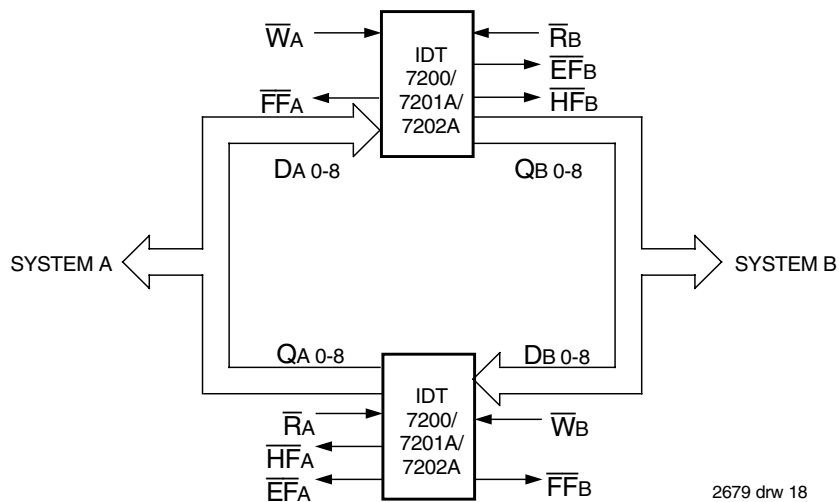 W̅A
IDT
7200/
7201A/
7202A
R̅B
E̅F̅B
F̅F̅A
H̅F̅B
DA 0-8
QB 0-8
SYSTEM A
SYSTEM B
QA 0-8
DB 0-8
IDT
7200/
7201A/
7202A
R̅A
W̅B
H̅F̅A
E̅F̅A
F̅F̅B
2679 drw 18